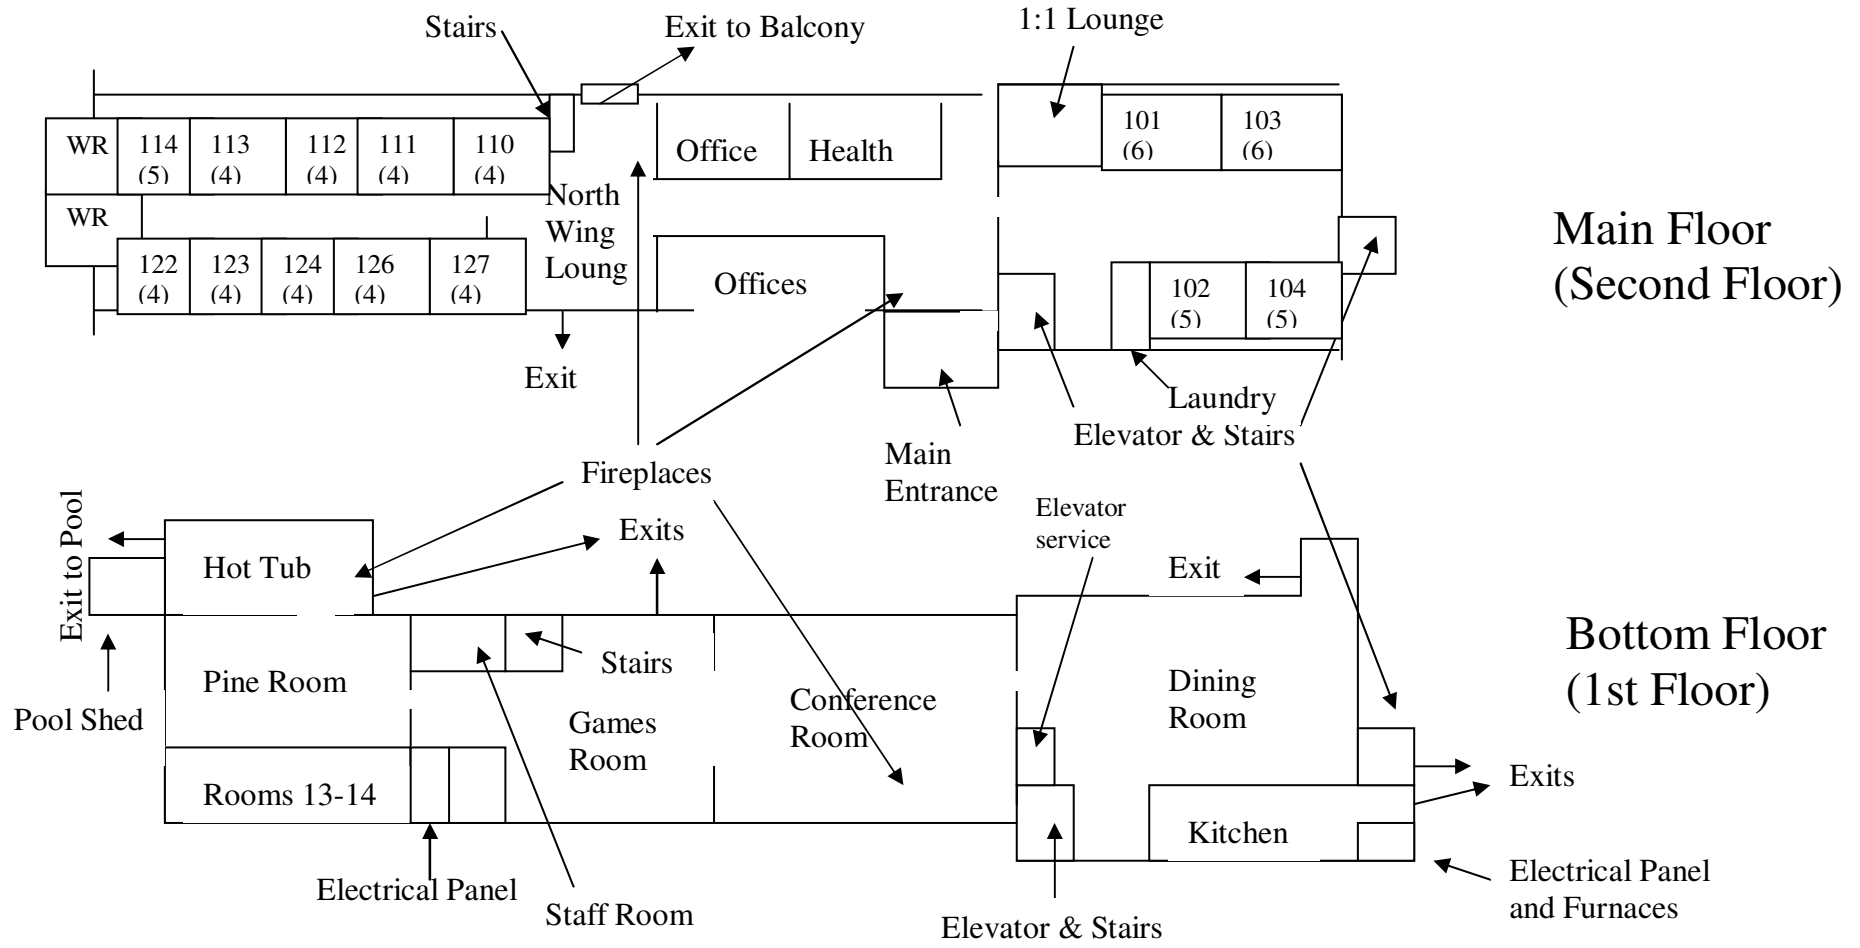 Stairs
Exit to Balcony
1:1 Lounge
WR
114
(5)
113
(4)
112
(4)
111
(4)
110
(4)
Office
Health
101
(6)
103
(6)
WR
North
Wing
Loung
122
(4)
123
(4)
124
(4)
126
(4)
127
(4)
Offices
102
(5)
104
(5)
Main Floor
(Second Floor)
Exit
Laundry
Elevator & Stairs
Main
Entrance
Fireplaces
Exit to Pool
Hot Tub
Exits
Elevator
service
Exit
Pool Shed
Pine Room
Stairs
Games
Room
Conference
Room
Dining
Room
Bottom Floor
(1st Floor)
Rooms 13-14
Kitchen
Exits
Electrical Panel
Staff Room
Elevator & Stairs
Electrical Panel
and Furnaces